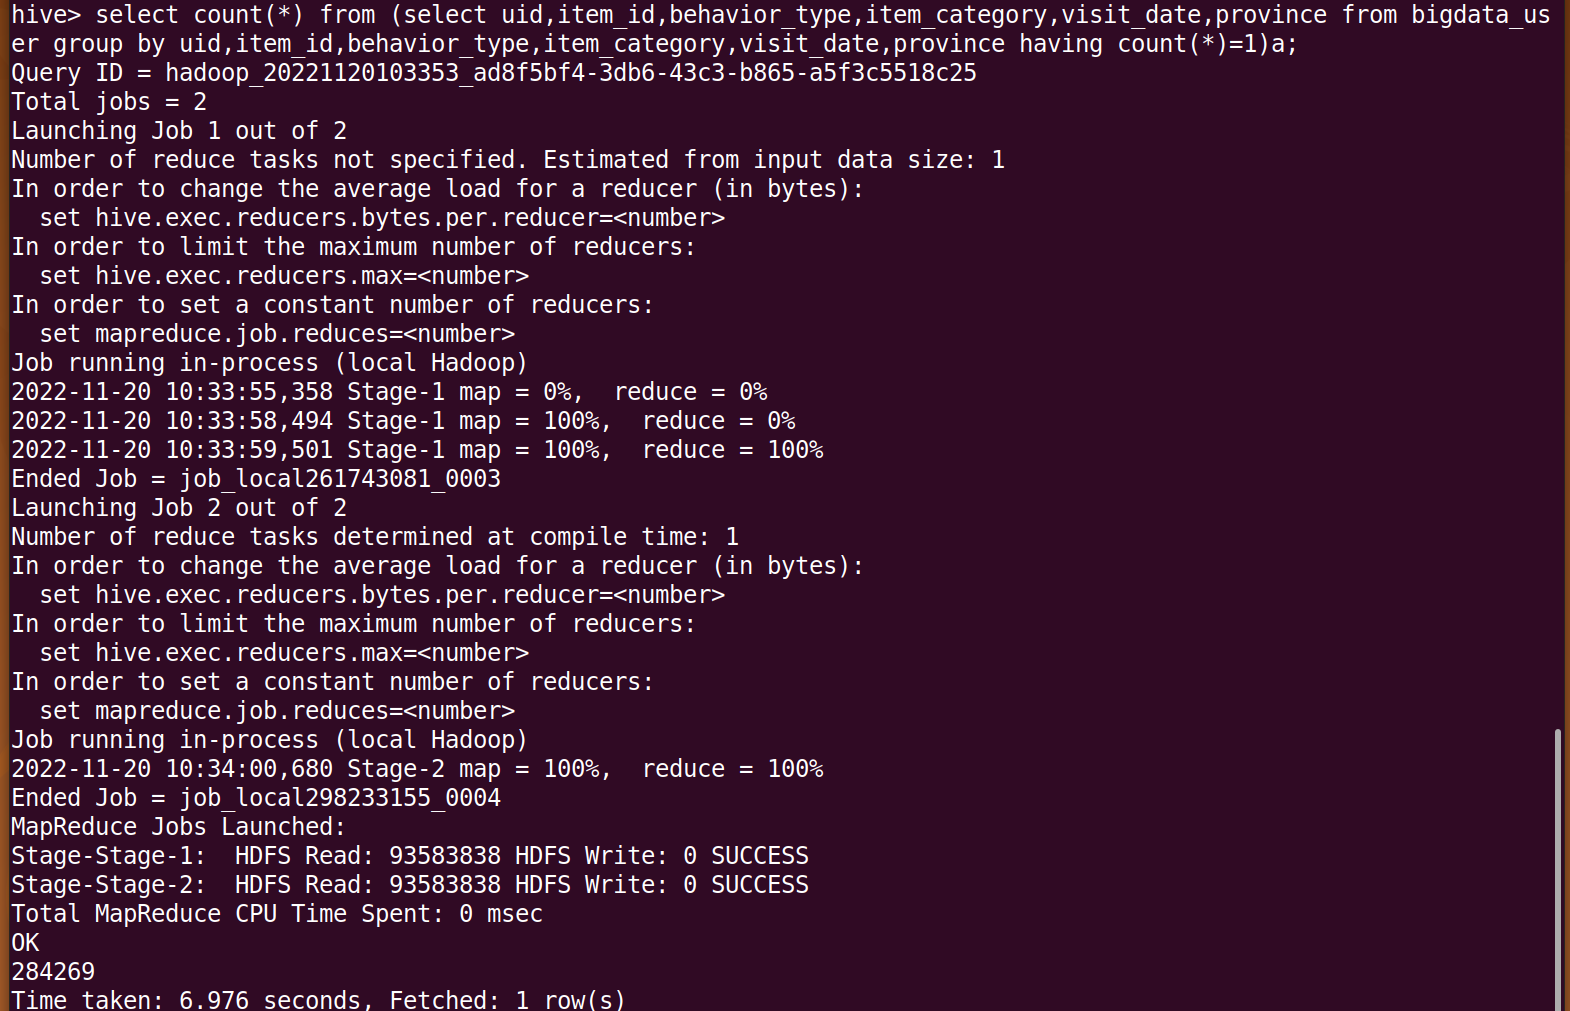 hive> select count(*) from (select uid,item_id,behavior_type,item_category,visit_date,province from bigdata_us
er group by uid,item_id,behavior_type,item_category,visit_date,province having count(*)=1)a;
Query ID = hadoop_20221120103353_ad8f5bf4-3db6-43c3-b865-a5f3c5518c25
Total jobs = 2
Launching Job 1 out of 2
Number of reduce tasks not specified. Estimated from input data size: 1
In order to change the average load for a reducer (in bytes):
  set hive.exec.reducers.bytes.per.reducer=<number>
In order to limit the maximum number of reducers:
  set hive.exec.reducers.max=<number>
In order to set a constant number of reducers:
  set mapreduce.job.reduces=<number>
Job running in-process (local Hadoop)
2022-11-20 10:33:55,358 Stage-1 map = 0%,  reduce = 0%
2022-11-20 10:33:58,494 Stage-1 map = 100%,  reduce = 0%
2022-11-20 10:33:59,501 Stage-1 map = 100%,  reduce = 100%
Ended Job = job_local261743081_0003
Launching Job 2 out of 2
Number of reduce tasks determined at compile time: 1
In order to change the average load for a reducer (in bytes):
  set hive.exec.reducers.bytes.per.reducer=<number>
In order to limit the maximum number of reducers:
  set hive.exec.reducers.max=<number>
In order to set a constant number of reducers:
  set mapreduce.job.reduces=<number>
Job running in-process (local Hadoop)
2022-11-20 10:34:00,680 Stage-2 map = 100%,  reduce = 100%
Ended Job = job_local298233155_0004
MapReduce Jobs Launched:
Stage-Stage-1:  HDFS Read: 93583838 HDFS Write: 0 SUCCESS
Stage-Stage-2:  HDFS Read: 93583838 HDFS Write: 0 SUCCESS
Total MapReduce CPU Time Spent: 0 msec
OK
284269
Time taken: 6.976 seconds, Fetched: 1 row(s)